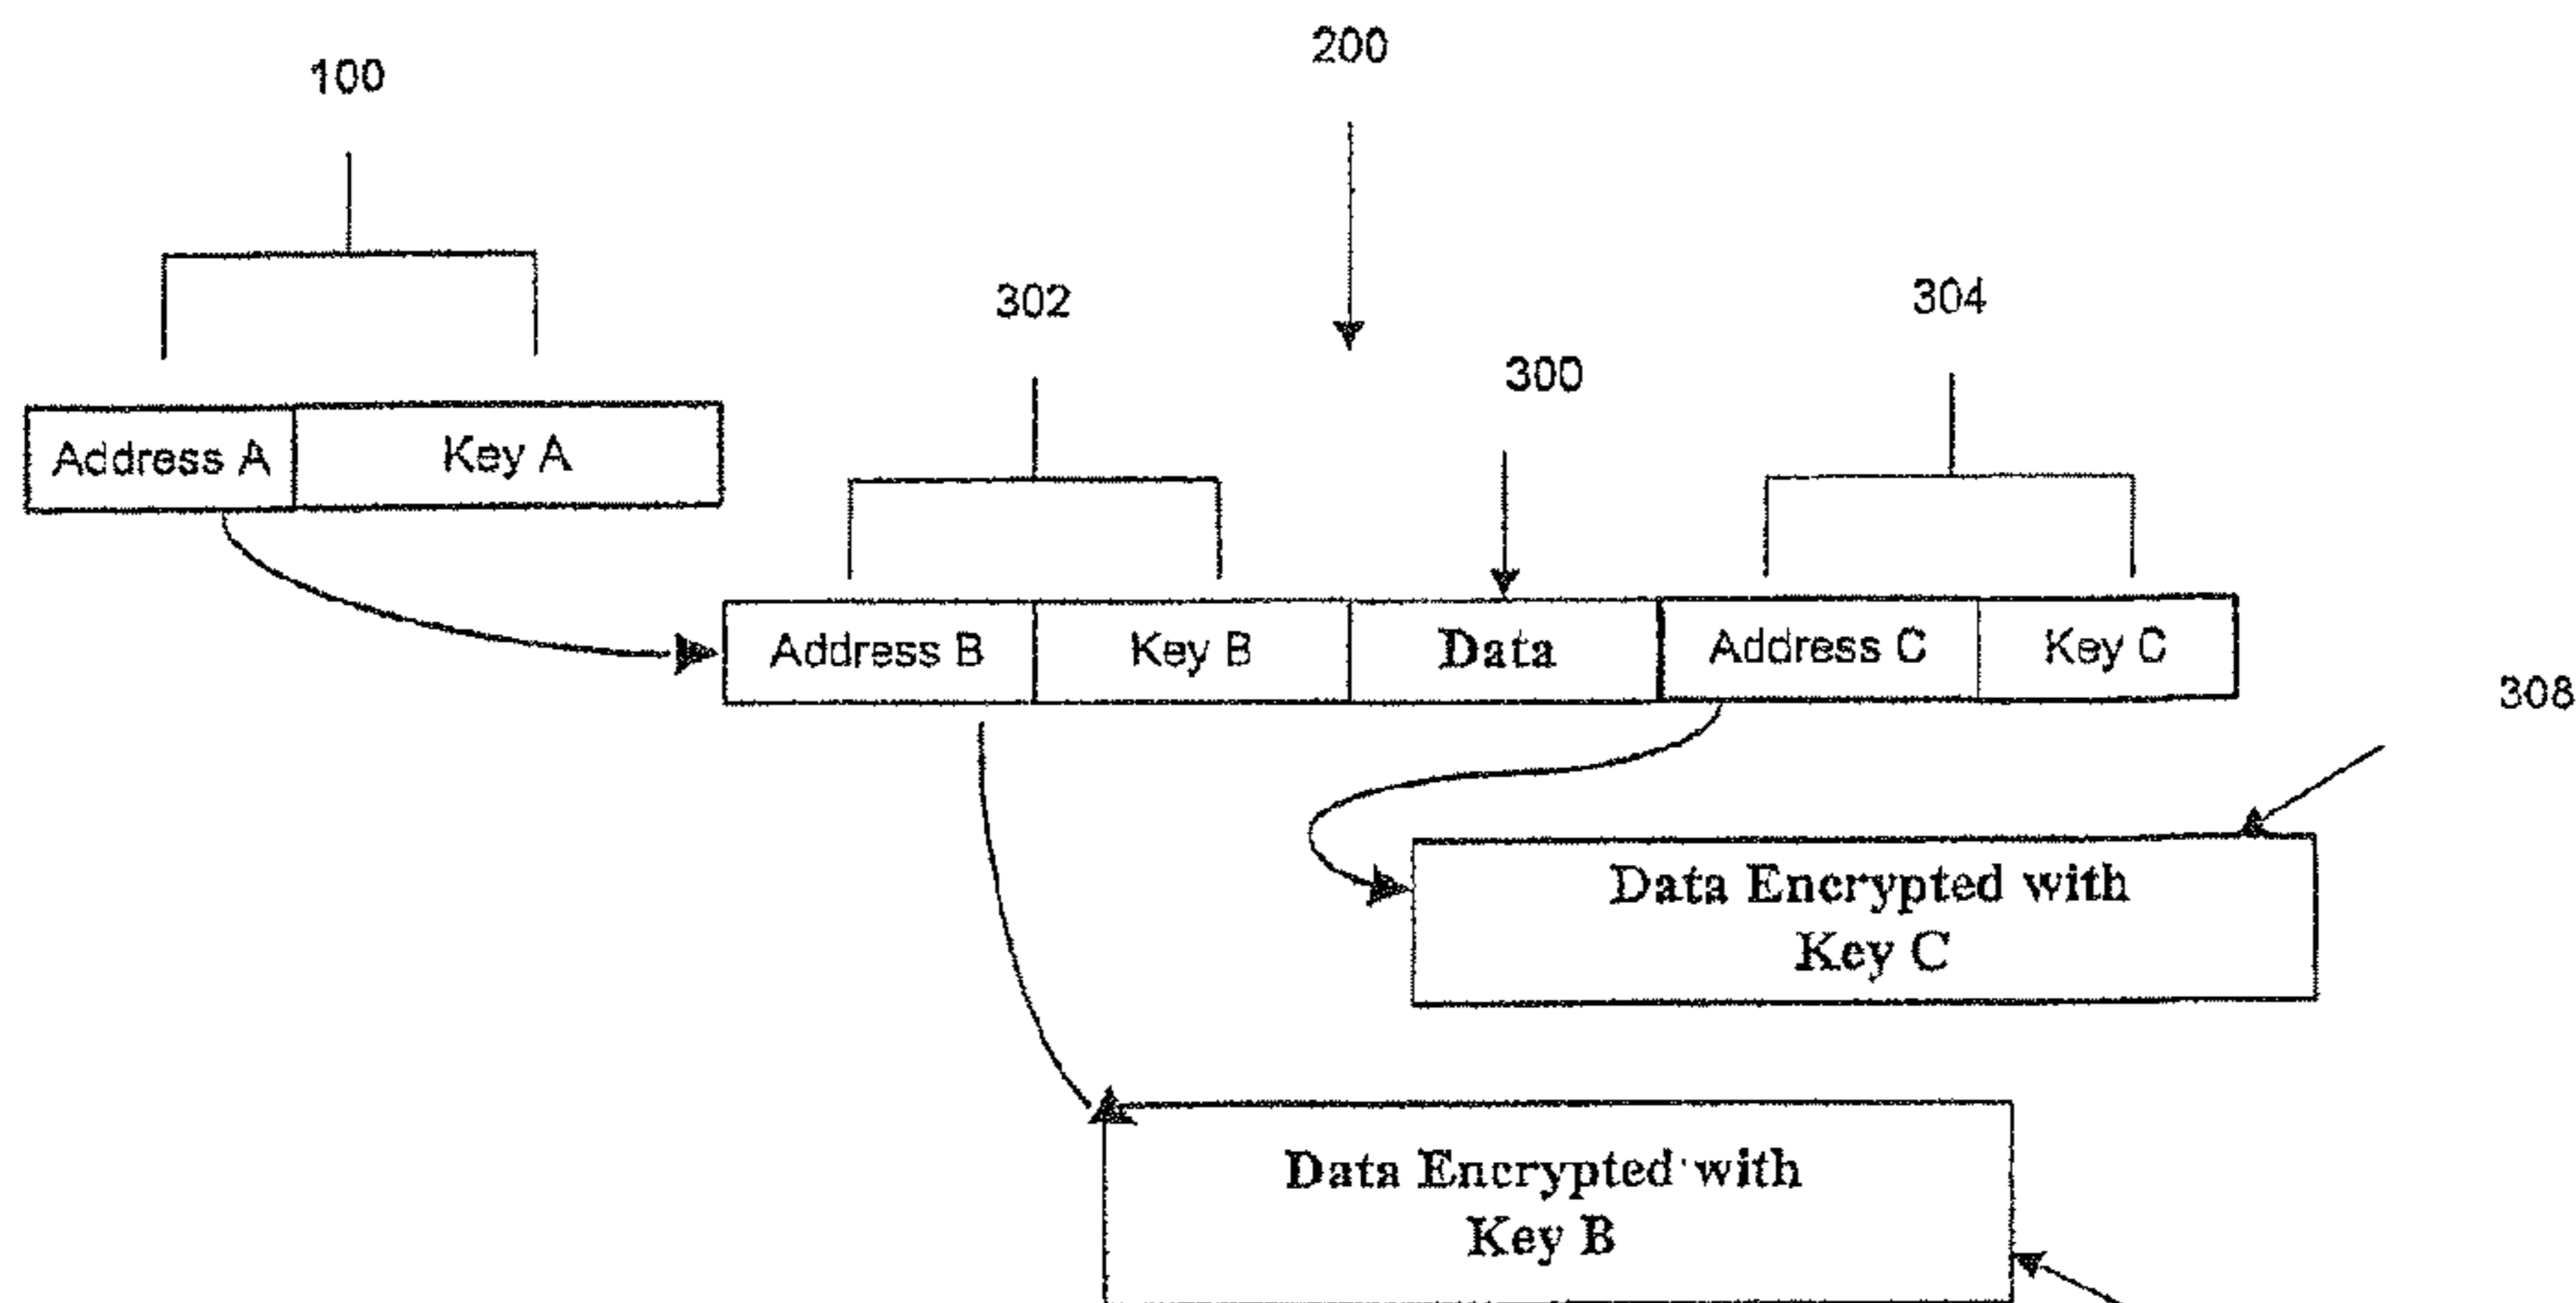 200
100
302
304
300
Address A Key A
Address B Key B Data Address C Key C
308
Data Encrypted with
Key C
Data Encrypted with
Key B